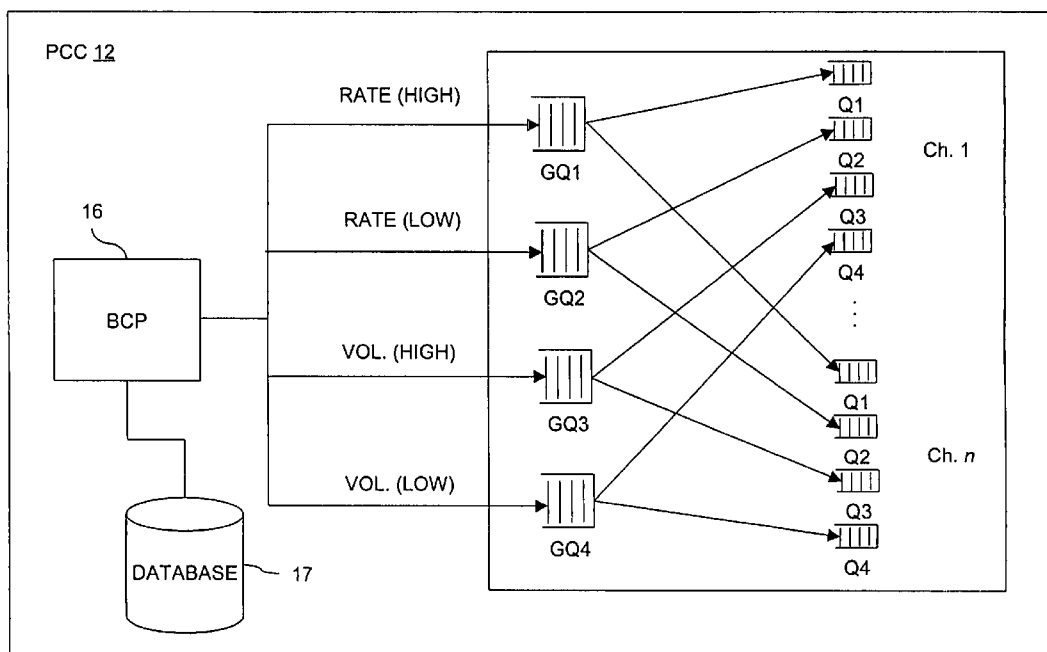 PCC 12
RATE (HIGH)
GQ1
Q1
Q2
Ch. 1
Q3
Q4
RATE (LOW)
GQ2
16
BCP
VOL. (HIGH)
GQ3
Q1
Q2
Ch. n
Q3
Q4
VOL. (LOW)
GQ4
DATABASE
17